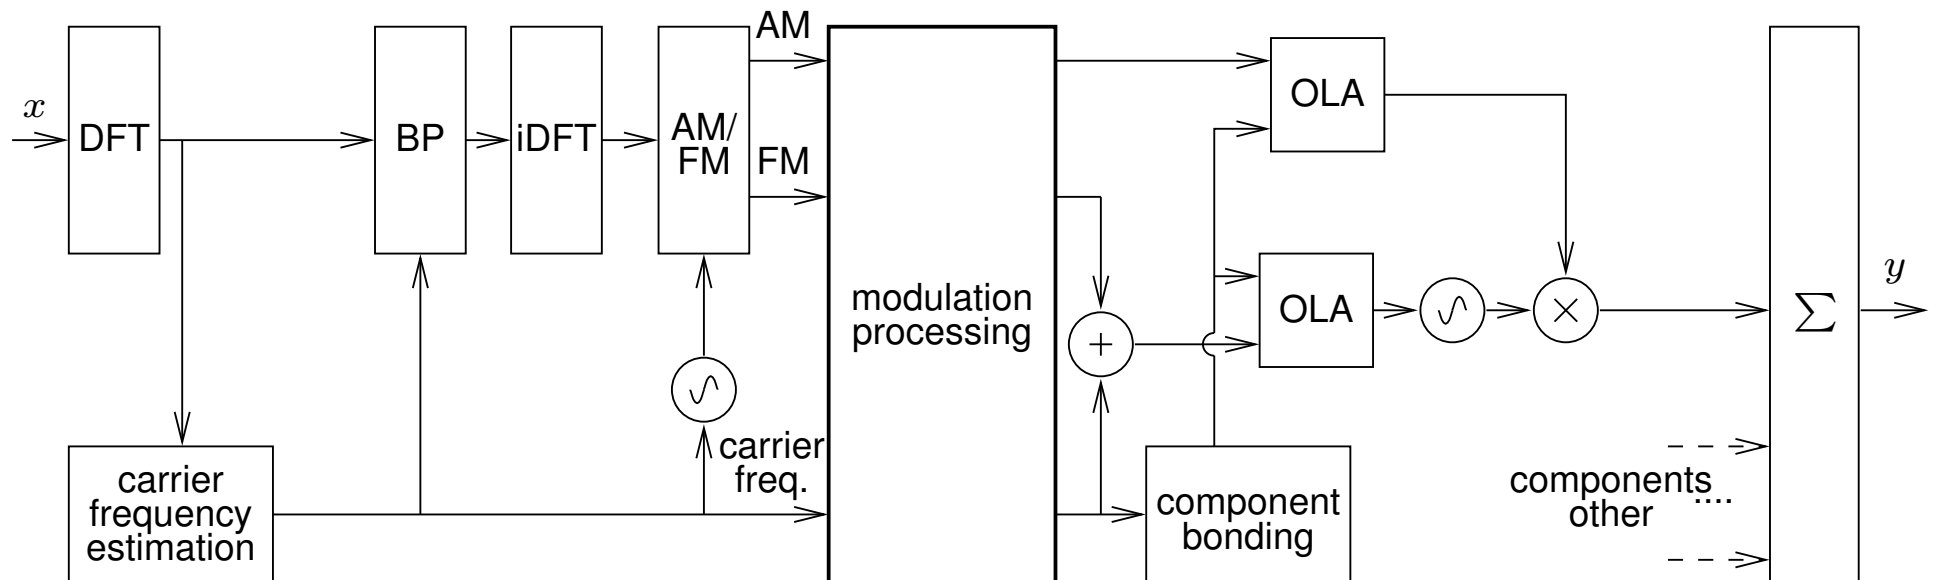 x
DFT
BP
iDFT
AM/
FM
AM
FM
carrier
frequency
estimation
carrier
freq.
modulation
processing
+
OLA
OLA
×
component
bonding
components
....
other
Σ
y